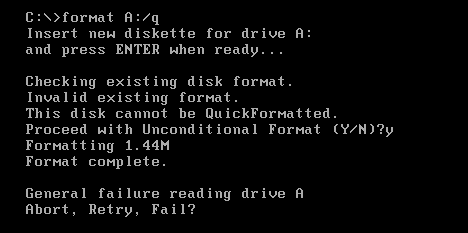 C:\>format A:/q
Insert new diskette for drive A:
and press ENTER when ready...
Checking existing disk format.
Invalid existing format.
This disk cannot be QuickFormatted.
Proceed with Unconditional Format (Y/N)?y
Formatting 1.44M
Format complete.
General failure reading drive A
Abort, Retry, Fail?